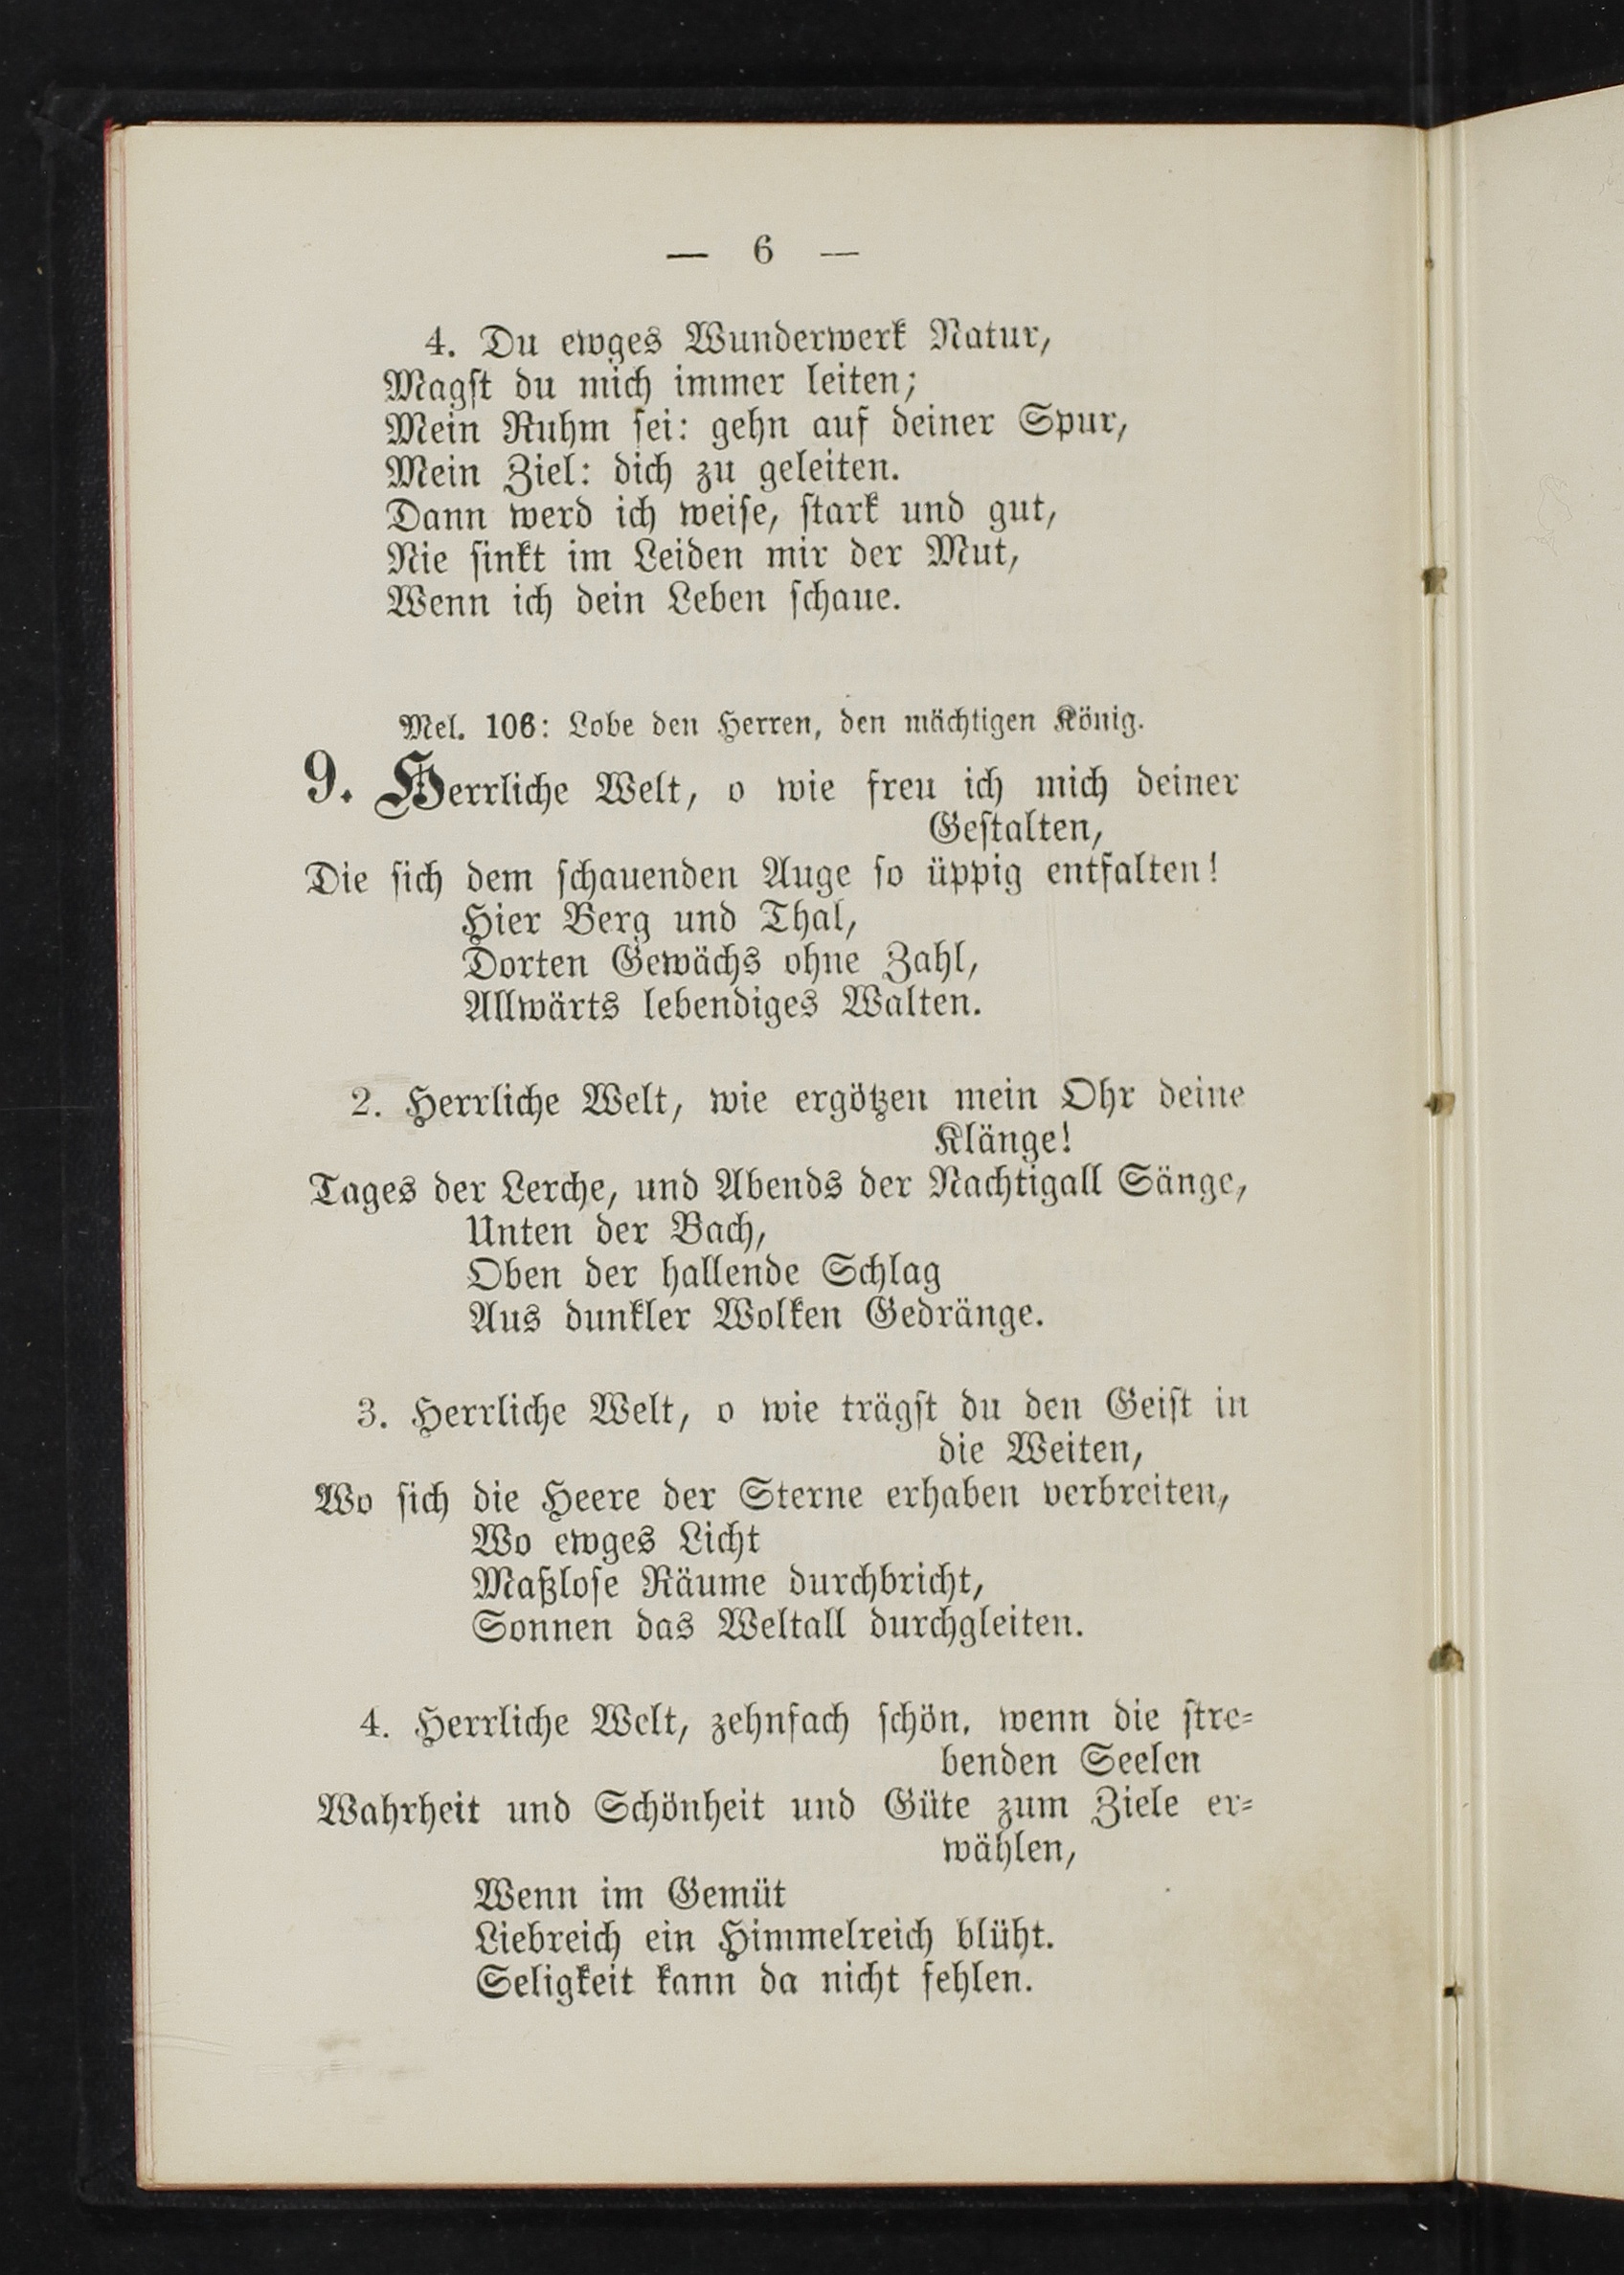 — 6 —
4. Du ewges Wunderwerk Natur,
Magst du mich immer leiten;
Mein Ruhm sei: gehn auf deiner Spur,
Mein Ziel: dich zu geleiten.
Dann werd ich weise, stark und gut,
Nie sinkt im Leiden mir der Mut,
Wenn ich dein Leben schaue.
Mel. 106: Lobe den Herren, den mächtigen König.
9. Herrliche Welt, o wie freu ich mich deiner
Gestalten,
Die sich dem schauenden Auge so üppig entfalten!
Hier Berg und Thal,
Dorten Gewächs ohne Zahl,
Allwärts lebendiges Walten.
2. Herrliche Welt, wie ergötzen mein Ohr deine
Klänge!
Tages der Lerche, und Abends der Nachtigall Sänge,
Unten der Bach,
Oben der hallende Schlag
Aus dunkler Wolken Gedränge.
3. Herrliche Welt, o wie trägst du den Geist in
die Weiten,
Wo sich die Heere der Sterne erhaben verbreiten,
Wo ewges Licht
Maßlose Räume durchbricht,
Sonnen das Weltall durchgleiten.
4. Herrliche Welt, zehnfach schön, wenn die stre-
benden Seelen
Wahrheit und Schönheit und Güte zum Ziele er-
wählen,
Wenn im Gemüt
Liebreich ein Himmelreich blüht.
Seligkeit kann da nicht fehlen.